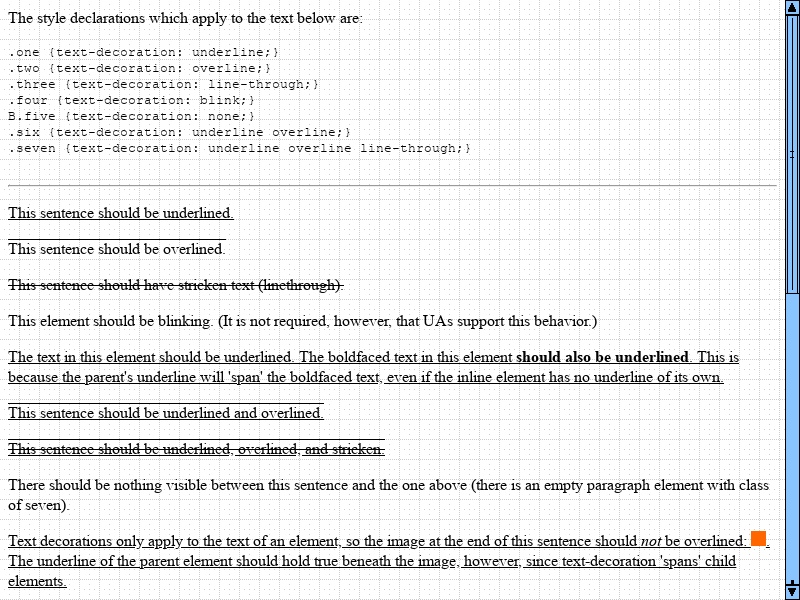 The style declarations which apply to the text below are:
.one {text-decoration: underline;}
.two {text-decoration: overline;}
.three {text-decoration: line-through;}
.four {text-decoration: blink;}
B.five {text-decoration: none;}
.six {text-decoration: underline overline;}
.seven {text-decoration: underline overline line-through;}
This sentence should be underlined.
This sentence should be overlined.
This sentence should have stricken text (linethrough).
This element should be blinking. (It is not required, however, that UAs support this behavior.)
The text in this element should be underlined. The boldfaced text in this element should also be underlined. This is
because the parent's underline will 'span' the boldfaced text, even if the inline element has no underline of its own.
This sentence should be underlined and overlined.
This sentence should be underlined, overlined, and stricken.
There should be nothing visible between this sentence and the one above (there is an empty paragraph element with class
of seven).
Text decorations only apply to the text of an element, so the image at the end of this sentence should not be overlined: .
The underline of the parent element should hold true beneath the image, however, since text-decoration 'spans' child
elements.